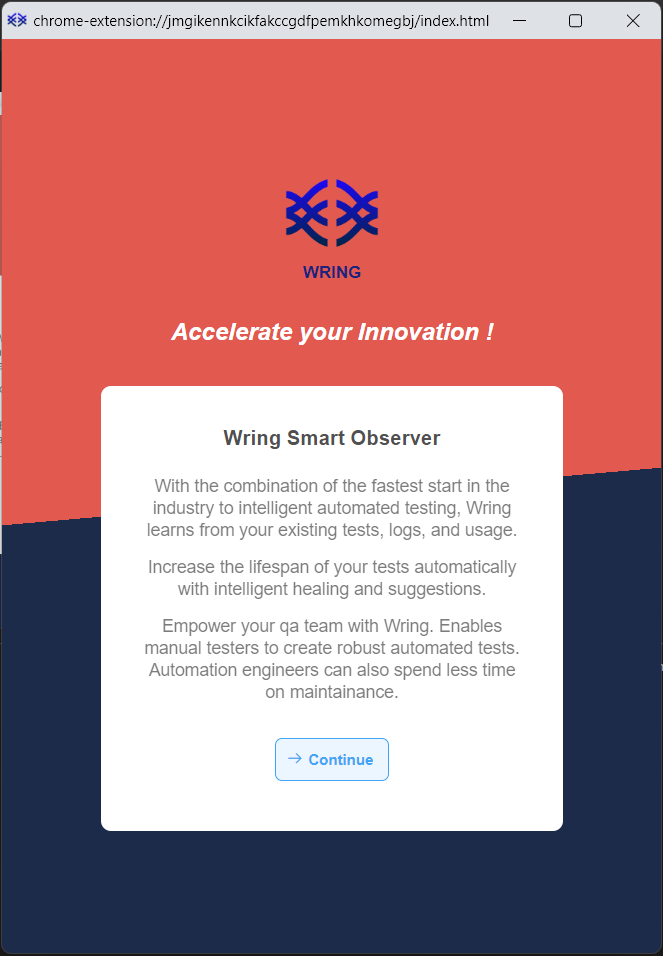 chrome-extension://jmgikennkcikfakccgdfpemkhkomegbj/index.html
WRING
Accelerate your Innovation !
Wring Smart Observer
With the combination of the fastest start in the
industry to intelligent automated testing, Wring
learns from your existing tests, logs, and usage.
Increase the lifespan of your tests automatically
with intelligent healing and suggestions.
Empower your qa team with Wring. Enables
manual testers to create robust automated tests.
Automation engineers can also spend less time
on maintainance.
Continue